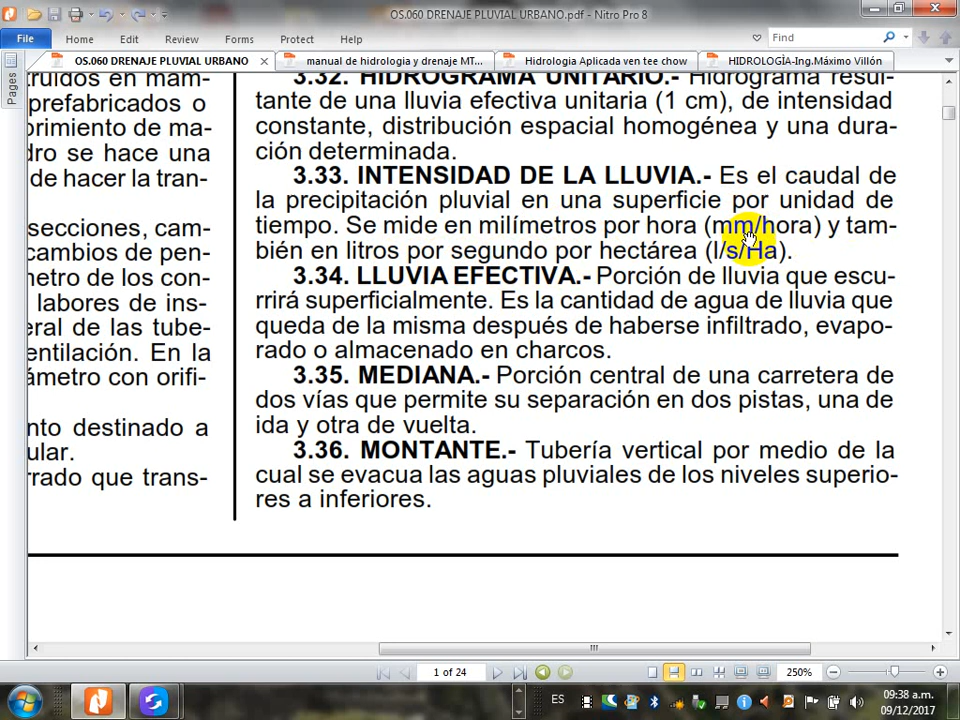 OS.060 DRENAJE PLUVIAL URBANO.pdf - Nitro Pro 8
File Home Edit Review Forms Protect Help Find
OS.060 DRENAJE PLUVIAL URBANO manual de hidrologia y drenaje MT... Hidrologia Aplicada ven tee chow HIDROLOGÍA-Ing.Máximo Villón
Pages
truidos en mam-
prefabricados o
orimiento de ma-
dro se hace una
de hacer la tran-
secciones, cam-
cambios de pen-
metro de los con-
labores de ins-
eral de las tube-
entilación. En la
ámetro con orifi-
nto destinado a
ular.
rrado que trans-
3.32. HIDROGRAMA UNITARIO.- Hidrograma resul-
tante de una lluvia efectiva unitaria (1 cm), de intensidad
constante, distribución espacial homogénea y una dura-
ción determinada.
3.33. INTENSIDAD DE LA LLUVIA.- Es el caudal de
la precipitación pluvial en una superficie por unidad de
tiempo. Se mide en milímetros por hora (mm/hora) y tam-
bién en litros por segundo por hectárea (l/s/Ha).
3.34. LLUVIA EFECTIVA.- Porción de lluvia que escu-
rrirá superficialmente. Es la cantidad de agua de lluvia que
queda de la misma después de haberse infiltrado, evapo-
rado o almacenado en charcos.
3.35. MEDIANA.- Porción central de una carretera de
dos vías que permite su separación en dos pistas, una de
ida y otra de vuelta.
3.36. MONTANTE.- Tubería vertical por medio de la
cual se evacua las aguas pluviales de los niveles superio-
res a inferiores.
1 of 24 250%
ES 09:38 a.m.
09/12/2017